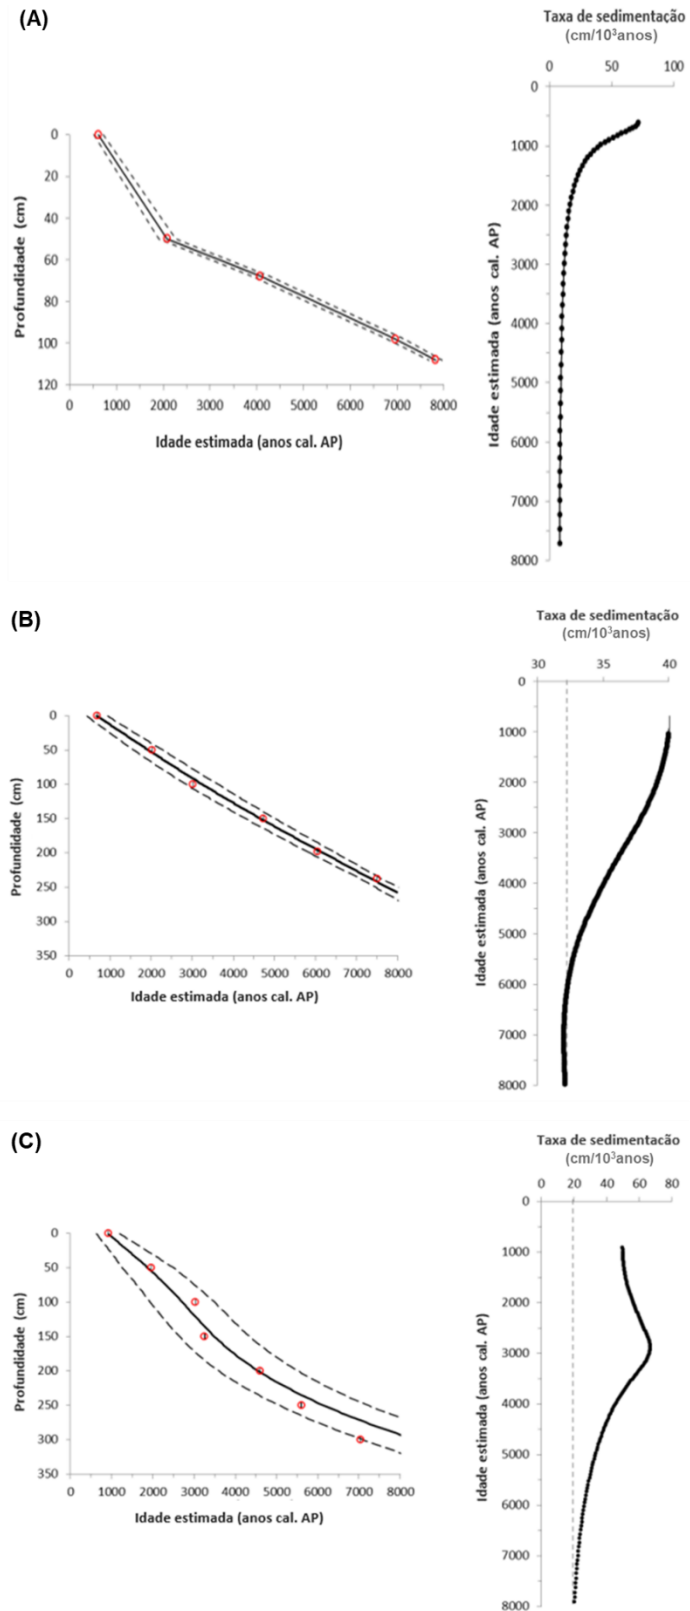 (A)
Taxa de sedimentação
(cm/10³anos)
0 50 100
0
1000
2000
3000
4000
5000
6000
7000
8000
Idade estimada (anos cal. AP)
0
20
40
60
80
100
120
Profundidade (cm)
0 1000 2000 3000 4000 5000 6000 7000 8000
Idade estimada (anos cal. AP)
(B)
Taxa de sedimentação
(cm/10³anos)
30 35 40
0
1000
2000
3000
4000
5000
6000
7000
8000
Idade estimada (anos cal. AP)
0
50
100
150
200
250
300
350
Profundidade (cm)
0 1000 2000 3000 4000 5000 6000 7000 8000
Idade estimada (anos cal. AP)
(C)
Taxa de sedimentação
(cm/10³anos)
0 20 40 60 80
0
1000
2000
3000
4000
5000
6000
7000
8000
Idade estimada (anos cal. AP)
0
50
100
150
200
250
300
350
Profundidade (cm)
0 1000 2000 3000 4000 5000 6000 7000 8000
Idade estimada (anos cal. AP)